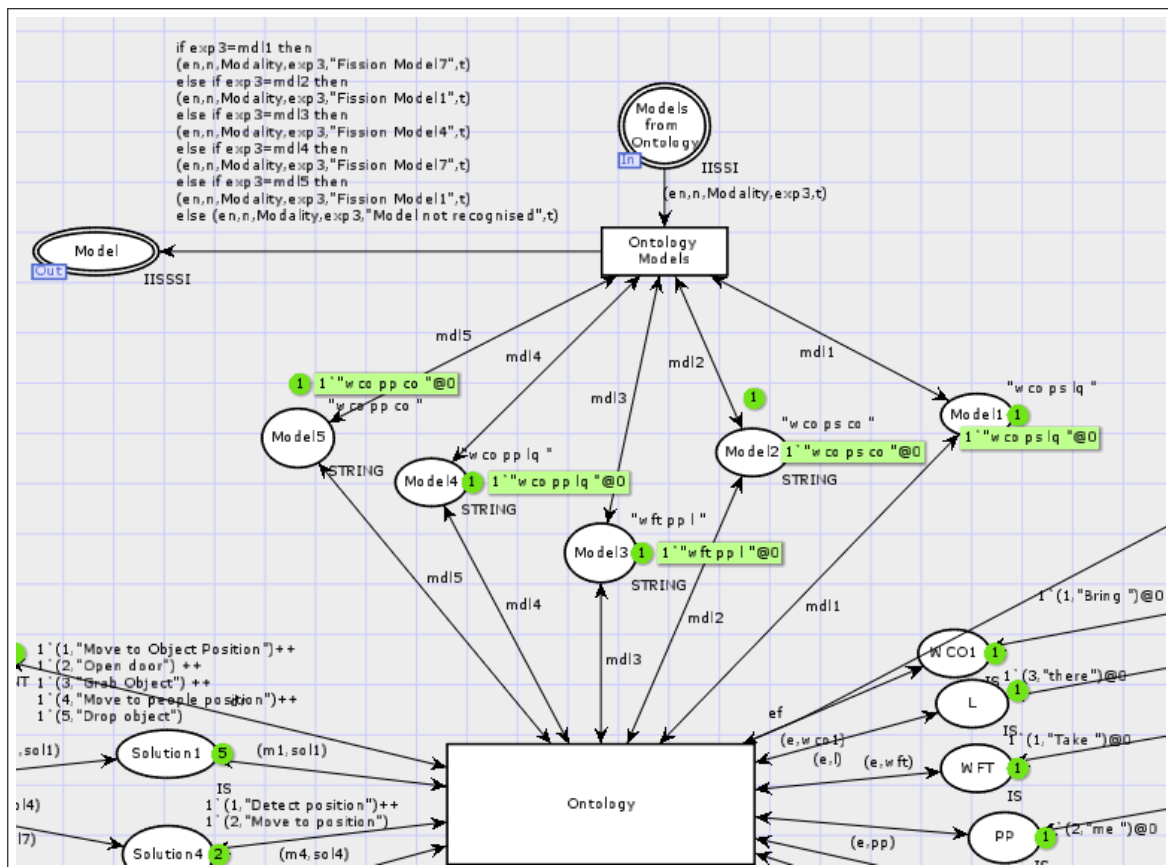 if exp3=mdl1 then
(en,n,Modality,exp3,"Fission Model7",t)
else if exp3=mdl2 then
(en,n,Modality,exp3,"Fission Model1",t)
else if exp3=mdl3 then
(en,n,Modality,exp3,"Fission Model4",t)
else if exp3=mdl4 then
(en,n,Modality,exp3,"Fission Model7",t)
else if exp3=mdl5 then
(en,n,Modality,exp3,"Fission Model1",t)
else (en,n,Modality,exp3,"Model not recognised",t)
Models
from
Ontology
In
IISSI
(en,n,Modality,exp3,t)
Ontology
Models
Model
Out
IISSSI
mdl5
mdl4
mdl3
mdl2
mdl1
1
1`"w co pp co "@0
"w co pp co "
Model5
STRING
"w co pp lq "
Model4
1
1`"w co pp lq "@0
STRING
"w ft pp l "
Model3
1
1`"w ft pp l "@0
STRING
1
"w co ps co "
Model2
1`"w co ps co "@0
STRING
"w co ps lq "
Model1
1
1`"w co ps lq "@0
mdl5
mdl4
mdl3
mdl2
mdl1
1`(1,"Move to Object Position")++
1`(2,"Open door") ++
1`(3,"Grab Object") ++
1`(4,"Move to people position")++
1`(5,"Drop object")
,sol1)
Solution1
5
(m1,sol1)
IS
1`(1,"Detect position")++
1`(2,"Move to position")
ol4)
l7)
Solution4
2
(m4,sol4)
Ontology
ef
(e,wco1)
(e,l)
(e,wft)
(e,pp)
1`(1,"Bring ")@0
WCO1
1
IS
1`(3,"there")@0
L
1
IS
1`(1,"Take ")@0
WFT
1
IS
1`(2,"me ")@0
PP
1
IS